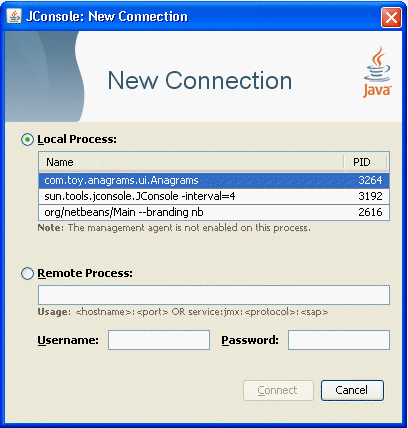 JConsole: New Connection
New Connection
Java
Local Process:
Name PID
com.toy.anagrams.ui.Anagrams 3264
sun.tools.jconsole.JConsole -interval=4 3192
org/netbeans/Main --branding nb 2616
Note: The management agent is not enabled on this process.
Remote Process:
Usage: <hostname>:<port> OR service:jmx:<protocol>:<sap>
Username: Password:
Connect Cancel